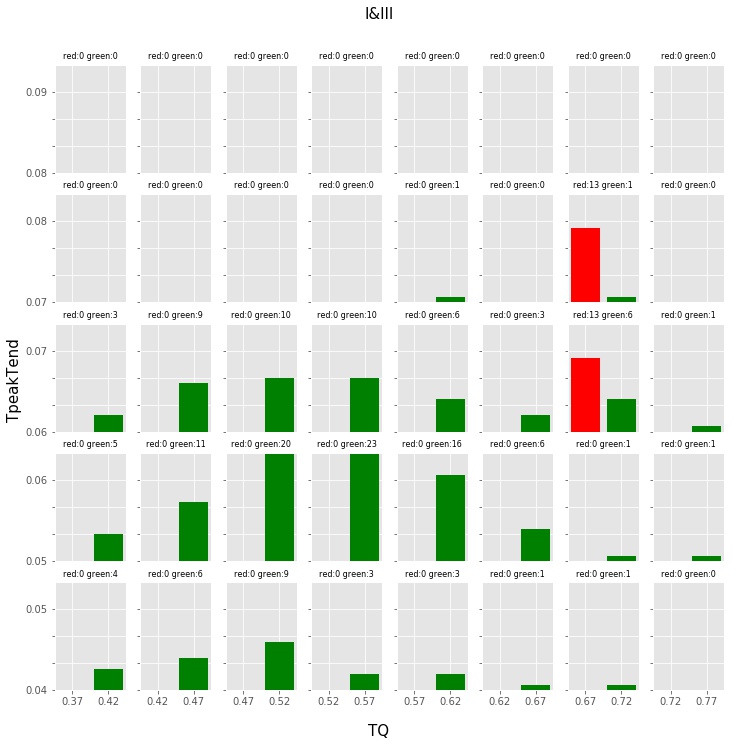 I&III
red:0 green:0 red:0 green:0 red:0 green:0 red:0 green:0 red:0 green:0 red:0 green:0 red:0 green:0 red:0 green:0
0.09
0.08
red:0 green:0 red:0 green:0 red:0 green:0 red:0 green:0 red:0 green:1 red:0 green:0 red:13 green:1 red:0 green:0
0.08
0.07
red:0 green:3 red:0 green:9 red:0 green:10 red:0 green:10 red:0 green:6 red:0 green:3 red:13 green:6 red:0 green:1
0.07
TpeakTend
0.06
red:0 green:5 red:0 green:11 red:0 green:20 red:0 green:23 red:0 green:16 red:0 green:6 red:0 green:1 red:0 green:1
0.06
0.05
red:0 green:4 red:0 green:6 red:0 green:9 red:0 green:3 red:0 green:3 red:0 green:1 red:0 green:1 red:0 green:0
0.05
0.04
0.37 0.42 0.42 0.47 0.47 0.52 0.52 0.57 0.57 0.62 0.62 0.67 0.67 0.72 0.72 0.77
TQ